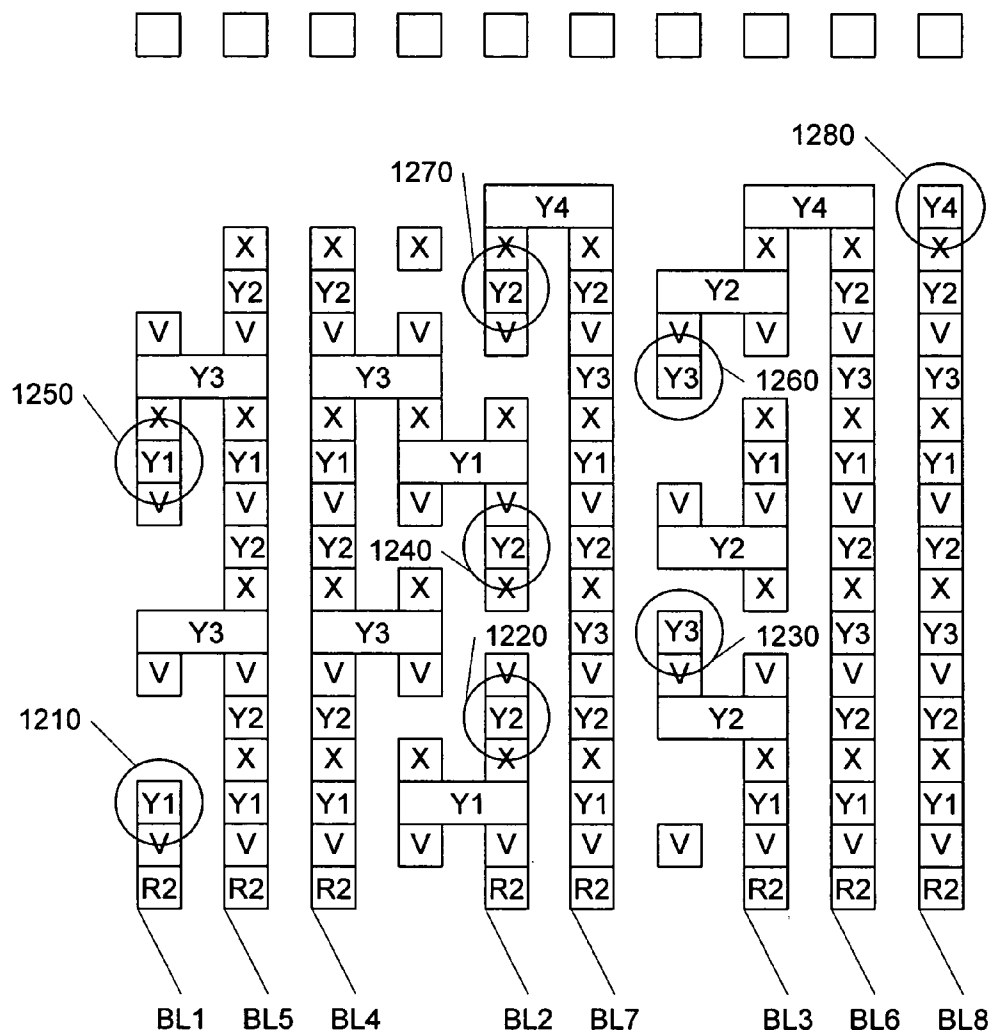 1280
1270
Y4 Y4 Y4
X X X X X X X X
Y2 Y2 Y2 Y2 Y2 Y2 Y2
V V V V V V V V V V
Y3 Y3 Y3 Y3 1260 Y3 Y3
1250
X X X X X X X X X
Y1 Y1 Y1 Y1 Y1 Y1 Y1 Y1
V V V V V V V V V V
Y2 Y2 1240 Y2 Y2 Y2 Y2 Y2
X X X X X X X X
Y3 Y3 1220 Y3 Y3 1230 Y3 Y3
V V V V V V V V V V
1210 Y2 Y2 Y2 Y2 Y2 Y2 Y2
X X X X X X X X
Y1 Y1 Y1 Y1 Y1 Y1 Y1 Y1
V V V V V V V V V V
R2 R2 R2 R2 R2 R2 R2 R2
BL1 BL5 BL4 BL2 BL7 BL3 BL6 BL8